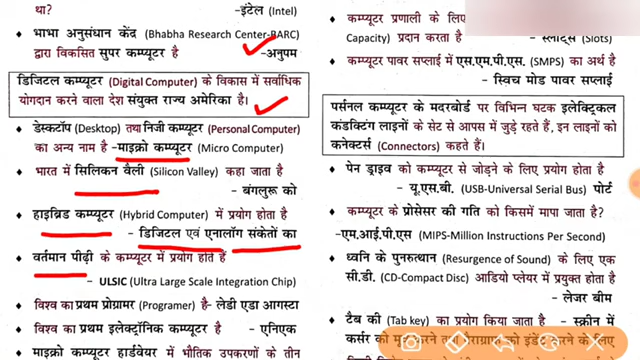 था?
-इंटेल (Intel)
♦ भाभा अनुसंधान केंद (Bhabha Research Center-BARC)
द्वारा विकसित सुपर कम्प्यूटर है -अनुपम
डिजिटल कम्प्यूटर (Digital Computer) के विकास में सर्वाधिक
योगदान करने वाला देश संयुक्त राज्य अमेरिका है।
♦ डेस्कटॉप (Desktop) तथा निजी कम्प्यूटर (Personal Computer)
का अन्य नाम है -माइक्रो कम्प्यूटर (Micro Computer)
♦ भारत में सिलिकन वैली (Silicon Valley) कहा जाता है
- बंगलुरू को
♦ हाइब्रिड कम्प्यूटर (Hybrid Computer) में प्रयोग होता है
- डिजिटल एवं एनालॉग संकेतों का
♦ वर्तमान पीढ़ी के कम्प्यूटर में प्रयोग होते हैं
- ULSIC (Ultra Large Scale Integration Chip)
♦ विश्व का प्रथम प्रोग्रामर (Programer) है- लेडी एडा आगस्टा
♦ विश्व का प्रथम इलेक्ट्रॉनिक कम्प्यूटर है - एनिएक
♦ माइक्रो कम्प्यूटर हार्डवेयर में भौतिक उपकरणों के तीन
♦ कम्प्यूटर प्रणाली के लिए
Capacity) प्रदान करता है - स्लॉट्स (Slots)
♦ कम्प्यूटर पावर सप्लाई में एस.एम.पी.एस. (SMPS) का अर्थ है
- स्विच मोड पावर सप्लाई
पर्सनल कम्प्यूटर के मदरबोर्ड पर विभिन्न घटक इलेक्ट्रिकल
कंडक्टिंग लाइनों के सेट से आपस में जुड़े रहते हैं, इन लाइनों को
कनेक्टर्स (Connectors) कहते हैं।
♦ पेन ड्राइव को कम्प्यूटर से जोड़ने के लिए प्रयोग होता है
- यू.एस.बी. (USB-Universal Serial Bus) पोर्ट
♦ कम्प्यूटर के प्रोसेसर की गति को किसमें मापा जाता है?
-एम.आई.पी.एस (MIPS-Million Instructions Per Second)
♦ ध्वनि के पुनरुत्थान (Resurgence of Sound) के लिए एक
सी.डी. (CD-Compact Disc) आडियो प्लेयर में प्रयुक्त होता है
- लेजर बीम
♦ टैब की (Tab key) का प्रयोग किया जाता है - स्क्रीन में
कर्सर को करने तथा पैराग्राफ को इंडेंट करने के लिए